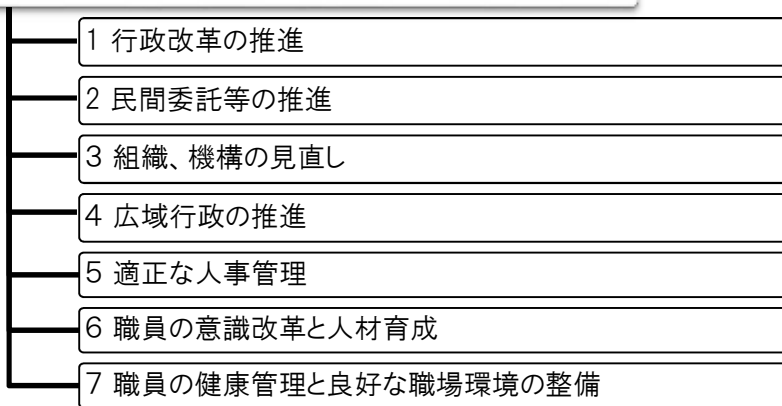 1 行政改革の推進
2 民間委託等の推進
3 組織、機構の見直し
4 広域行政の推進
5 適正な人事管理
6 職員の意識改革と人材育成
7 職員の健康管理と良好な職場環境の整備